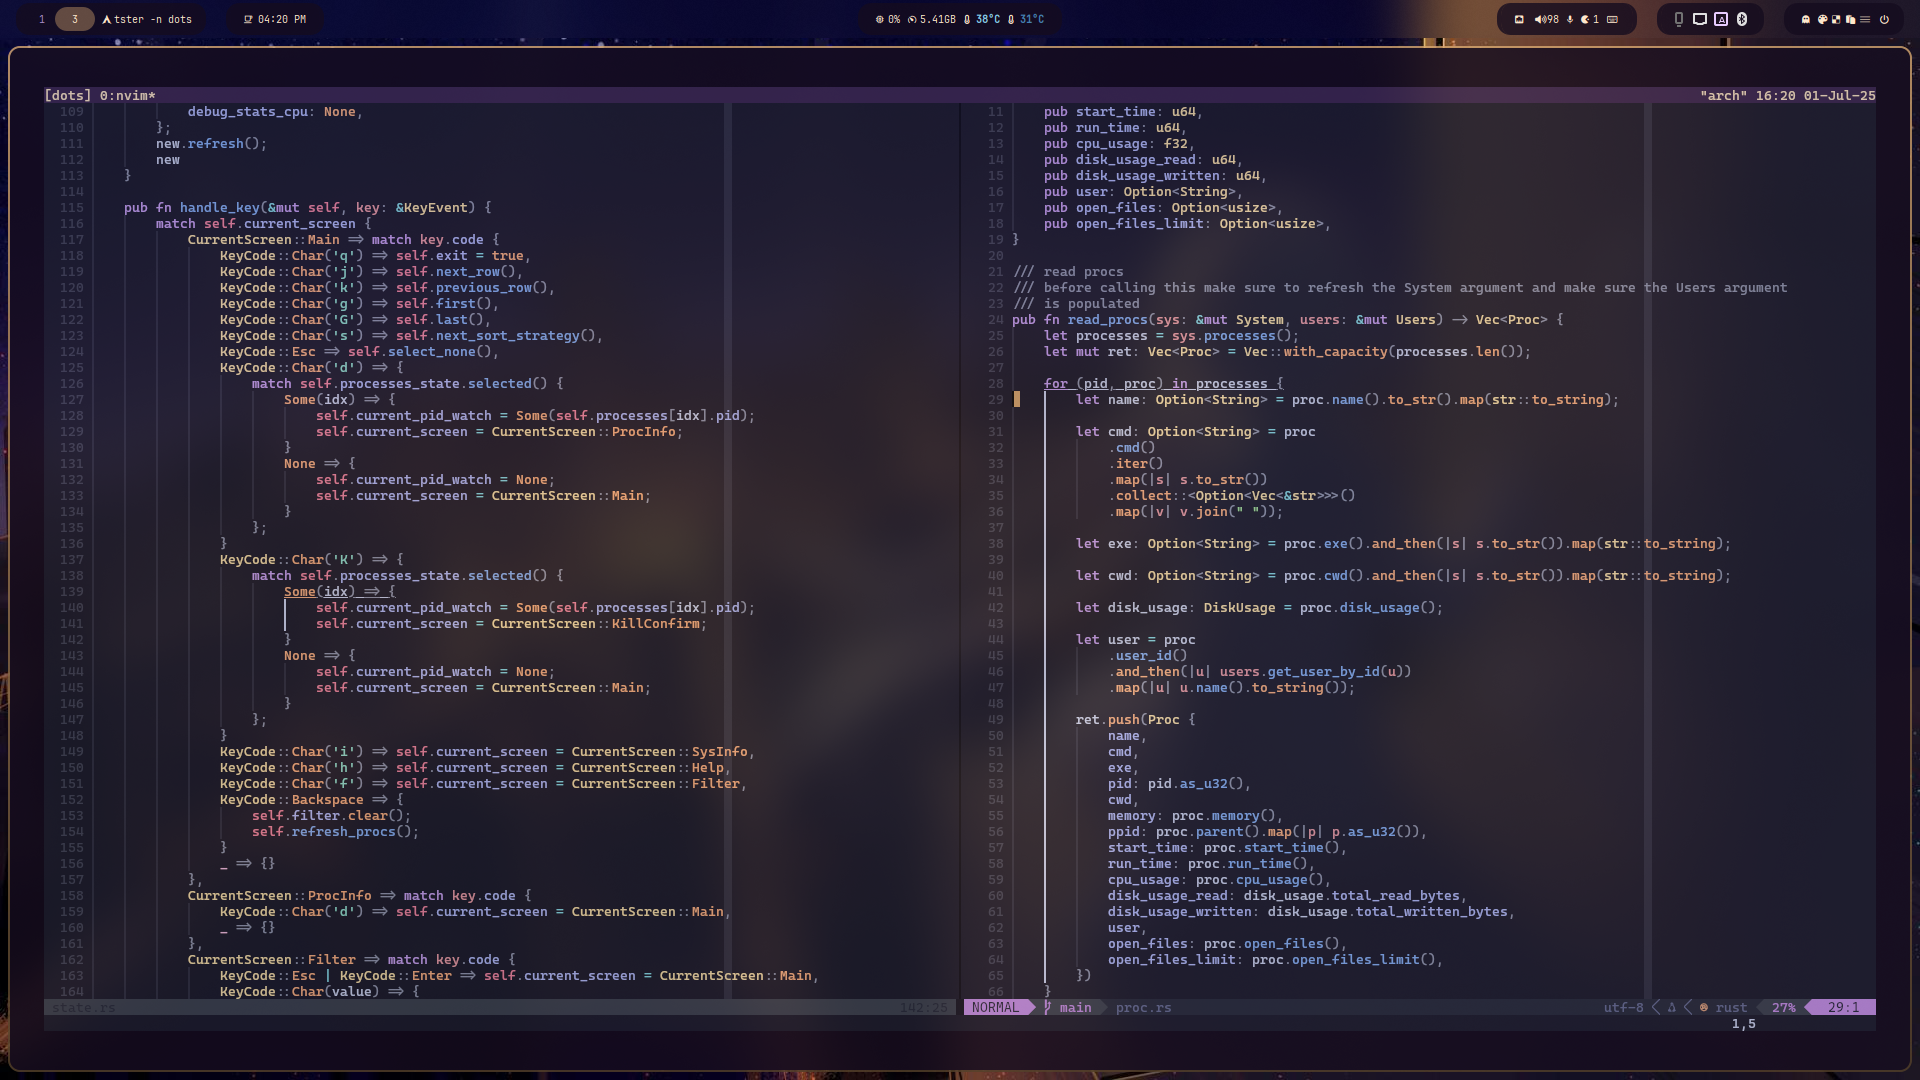 1 3 tster -n dots 04:20 PM 0% 5.41GB 38°C 31°C 98 1
[dots] 0:nvim* "arch" 16:20 01-Jul-25
109 debug_stats_cpu: None,
110 };
111 new.refresh();
112 new
113 }
114
115 pub fn handle_key(&mut self, key: &KeyEvent) {
116 match self.current_screen {
117 CurrentScreen::Main => match key.code {
118 KeyCode::Char('q') => self.exit = true,
119 KeyCode::Char('j') => self.next_row(),
120 KeyCode::Char('k') => self.previous_row(),
121 KeyCode::Char('g') => self.first(),
122 KeyCode::Char('G') => self.last(),
123 KeyCode::Char('s') => self.next_sort_strategy(),
124 KeyCode::Esc => self.select_none(),
125 KeyCode::Char('d') => {
126 match self.processes_state.selected() {
127 Some(idx) => {
128 self.current_pid_watch = Some(self.processes[idx].pid);
129 self.current_screen = CurrentScreen::ProcInfo;
130 }
131 None => {
132 self.current_pid_watch = None;
133 self.current_screen = CurrentScreen::Main;
134 }
135 };
136 }
137 KeyCode::Char('K') => {
138 match self.processes_state.selected() {
139 Some(idx) => {
140 self.current_pid_watch = Some(self.processes[idx].pid);
141 self.current_screen = CurrentScreen::KillConfirm;
142 }
143 None => {
144 self.current_pid_watch = None;
145 self.current_screen = CurrentScreen::Main;
146 }
147 };
148 }
149 KeyCode::Char('i') => self.current_screen = CurrentScreen::SysInfo,
150 KeyCode::Char('h') => self.current_screen = CurrentScreen::Help,
151 KeyCode::Char('f') => self.current_screen = CurrentScreen::Filter,
152 KeyCode::Backspace => {
153 self.filter.clear();
154 self.refresh_procs();
155 }
156 _ => {}
157 },
158 CurrentScreen::ProcInfo => match key.code {
159 KeyCode::Char('d') => self.current_screen = CurrentScreen::Main,
160 _ => {}
161 },
162 CurrentScreen::Filter => match key.code {
163 KeyCode::Esc | KeyCode::Enter => self.current_screen = CurrentScreen::Main,
164 KeyCode::Char(value) => {
state.rs 142:25
11 pub start_time: u64,
12 pub run_time: u64,
13 pub cpu_usage: f32,
14 pub disk_usage_read: u64,
15 pub disk_usage_written: u64,
16 pub user: Option<String>,
17 pub open_files: Option<usize>,
18 pub open_files_limit: Option<usize>,
19 }
20
21 /// read procs
22 /// before calling this make sure to refresh the System argument and make sure the Users argument
23 /// is populated
24 pub fn read_procs(sys: &mut System, users: &mut Users) -> Vec<Proc> {
25 let processes = sys.processes();
26 let mut ret: Vec<Proc> = Vec::with_capacity(processes.len());
27
28 for (pid, proc) in processes {
29 let name: Option<String> = proc.name().to_str().map(str::to_string);
30
31 let cmd: Option<String> = proc
32 .cmd()
33 .iter()
34 .map(|s| s.to_str())
35 .collect::<Option<Vec<&str>>>()
36 .map(|v| v.join(" "));
37
38 let exe: Option<String> = proc.exe().and_then(|s| s.to_str()).map(str::to_string);
39
40 let cwd: Option<String> = proc.cwd().and_then(|s| s.to_str()).map(str::to_string);
41
42 let disk_usage: DiskUsage = proc.disk_usage();
43
44 let user = proc
45 .user_id()
46 .and_then(|u| users.get_user_by_id(u))
47 .map(|u| u.name().to_string());
48
49 ret.push(Proc {
50 name,
51 cmd,
52 exe,
53 pid: pid.as_u32(),
54 cwd,
55 memory: proc.memory(),
56 ppid: proc.parent().map(|p| p.as_u32()),
57 start_time: proc.start_time(),
58 run_time: proc.run_time(),
59 cpu_usage: proc.cpu_usage(),
60 disk_usage_read: disk_usage.total_read_bytes,
61 disk_usage_written: disk_usage.total_written_bytes,
62 user,
63 open_files: proc.open_files(),
64 open_files_limit: proc.open_files_limit(),
65 })
66 }
NORMAL main proc.rs utf-8 rust 27% 29:1
1,5